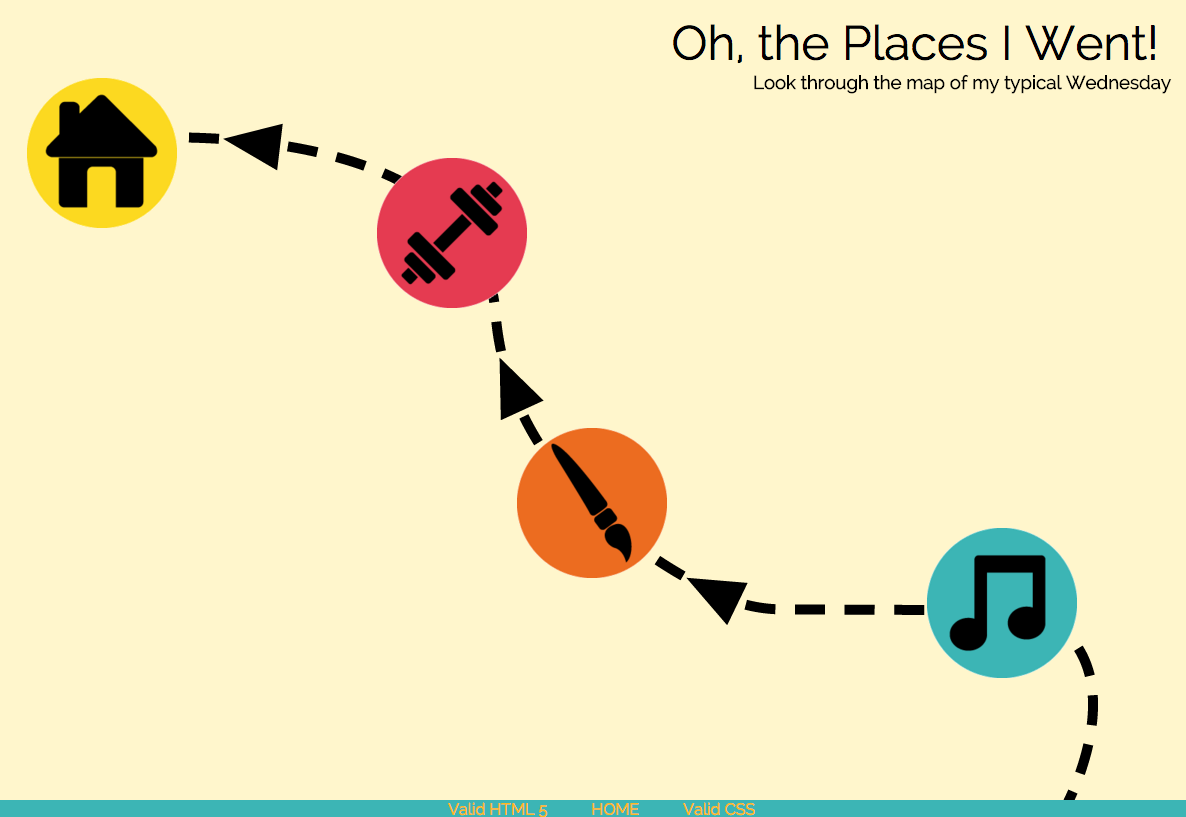 Oh, the Places I Went!
Look through the map of my typical Wednesday
Valid HTML 5 HOME Valid CSS